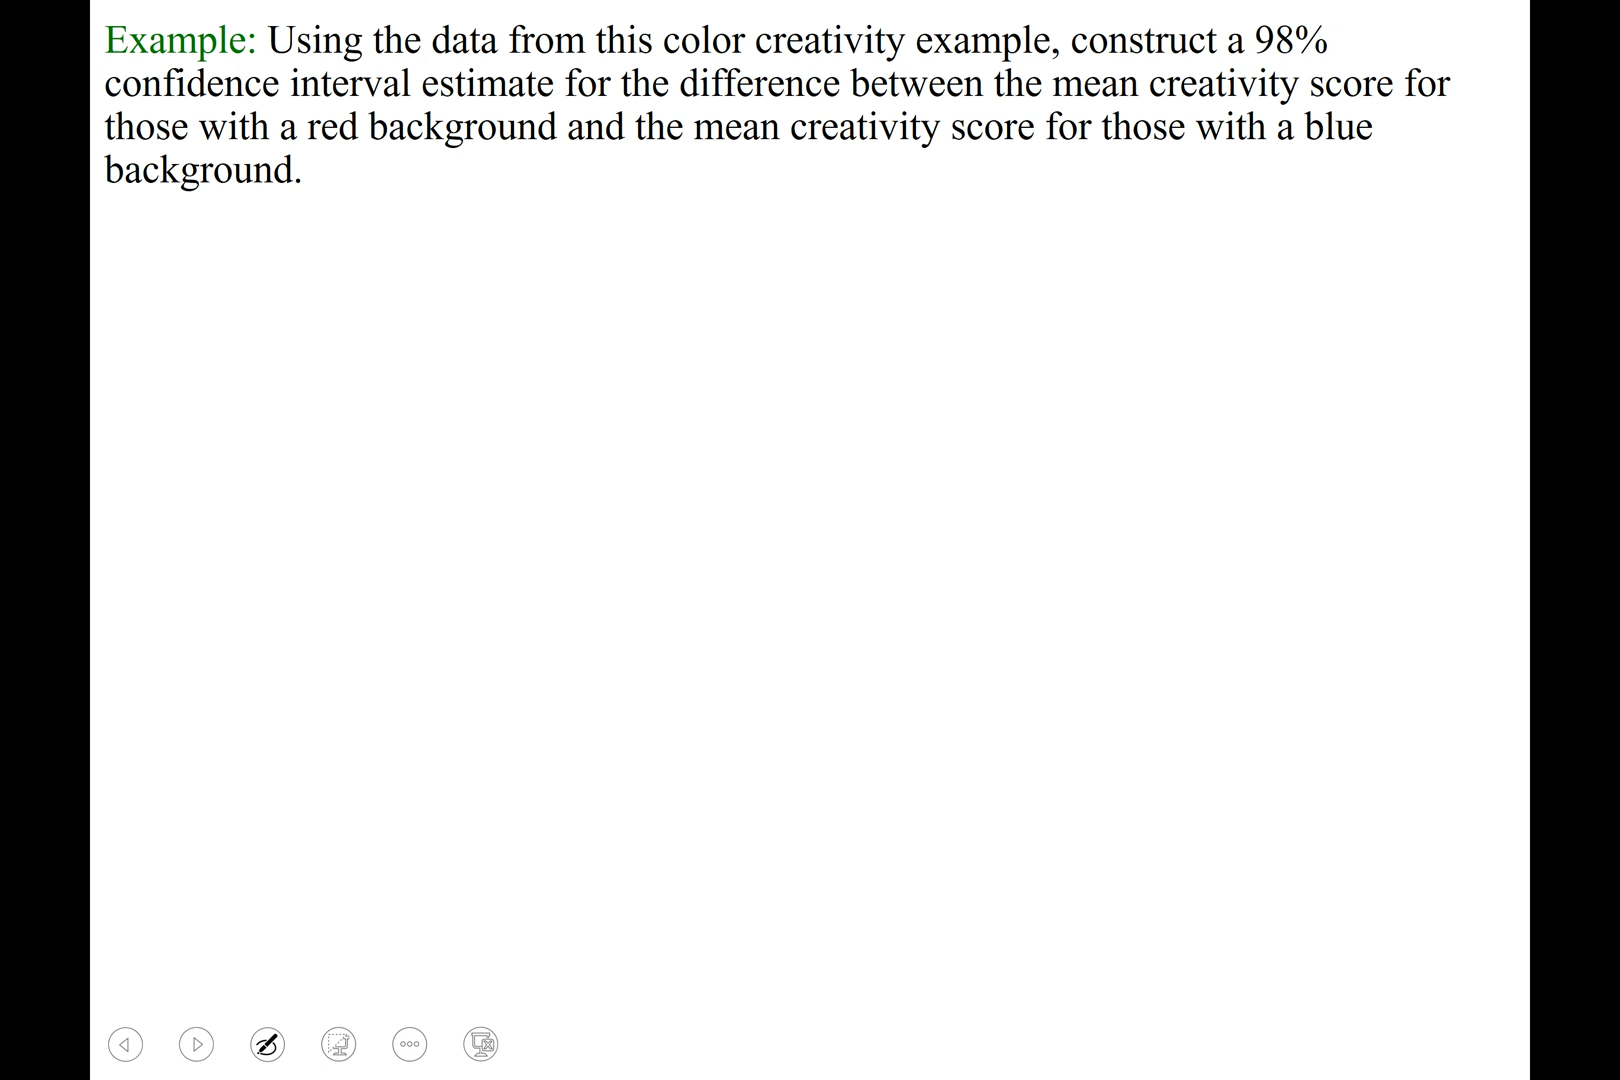 Example: Using the data from this color creativity example, construct a 98%
confidence interval estimate for the difference between the mean creativity score for
those with a red background and the mean creativity score for those with a blue
background.